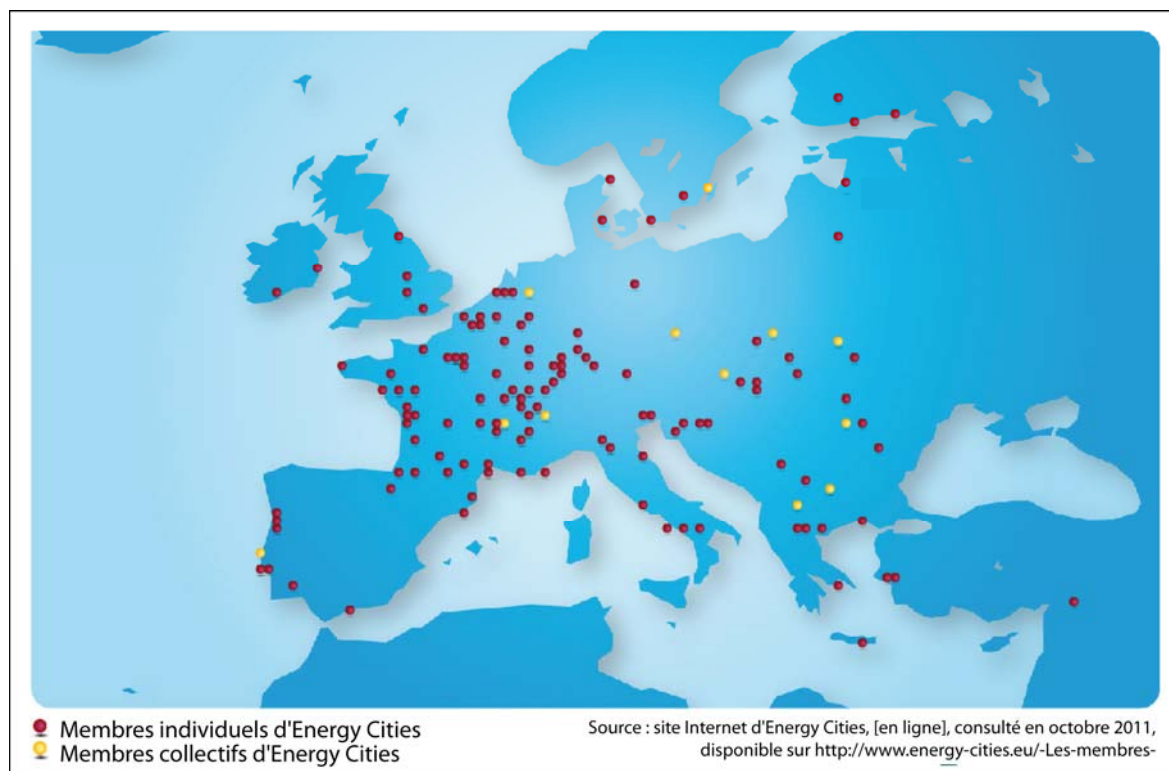 Membres individuels d'Energy Cities
Membres collectifs d'Energy Cities
Source : site Internet d'Energy Cities, [en ligne], consulté en octobre 2011,
disponible sur http://www.energy-cities.eu/-Les-membres-